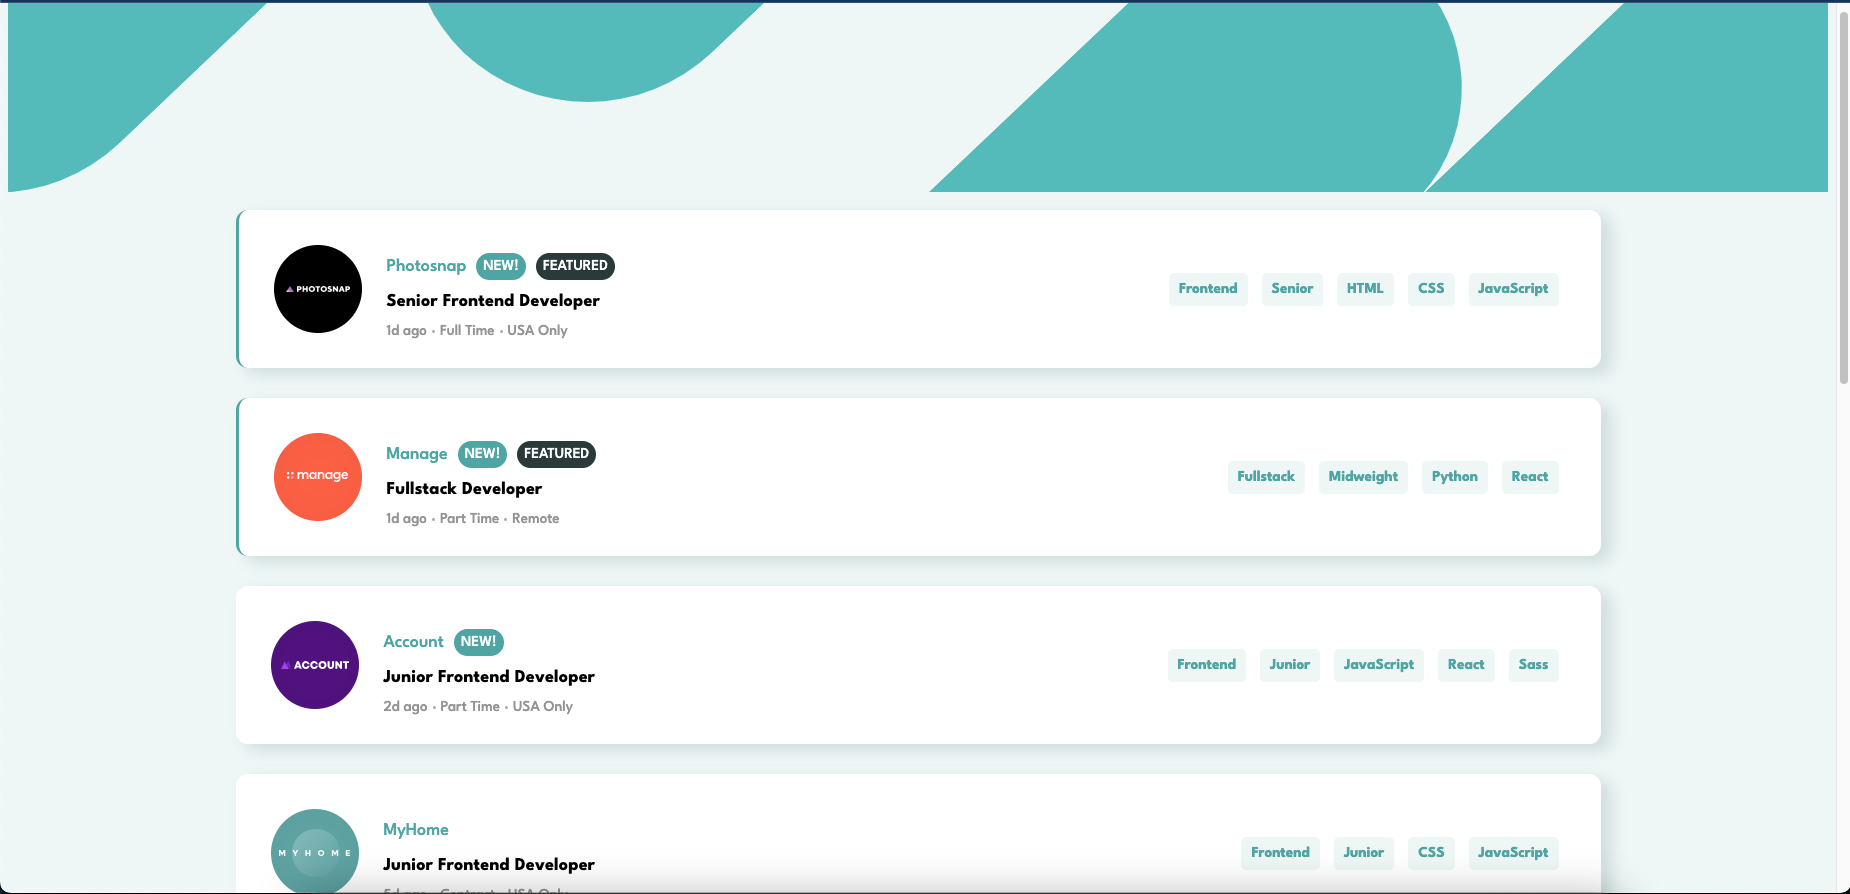 PHOTOSNAP
Photosnap NEW! FEATURED
Senior Frontend Developer
1d ago · Full Time · USA Only
Frontend Senior HTML CSS JavaScript
manage
Manage NEW! FEATURED
Fullstack Developer
1d ago · Part Time · Remote
Fullstack Midweight Python React
ACCOUNT
Account NEW!
Junior Frontend Developer
2d ago · Part Time · USA Only
Frontend Junior JavaScript React Sass
MYHOME
MyHome
Junior Frontend Developer
Frontend Junior CSS JavaScript